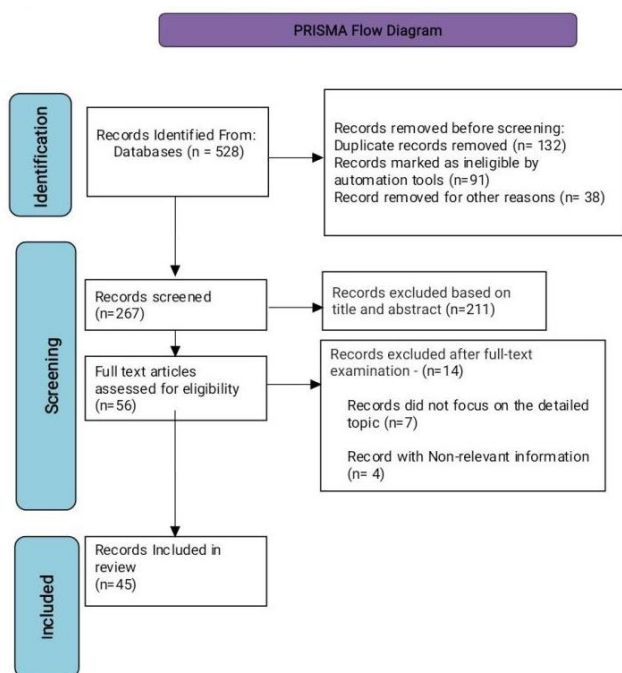 PRISMA Flow Diagram
Identification
Records Identified From:
Databases (n = 528)
Records removed before screening:
Duplicate records removed (n= 132)
Records marked as ineligible by
automation tools
(n=91)
Record removed for other reasons (n= 38)
Screening
Records screened
(n=267)
Records excluded based on
title and abstract (n=211)
Full text articles
assessed for eligibility
(n=56)
Records excluded after full-text
examination - (n=14)
Records did not focus on the detailed
topic (n=7)
Record with Non-relevant information
(n= 4)
Included
Records Included in
review
(n=45)